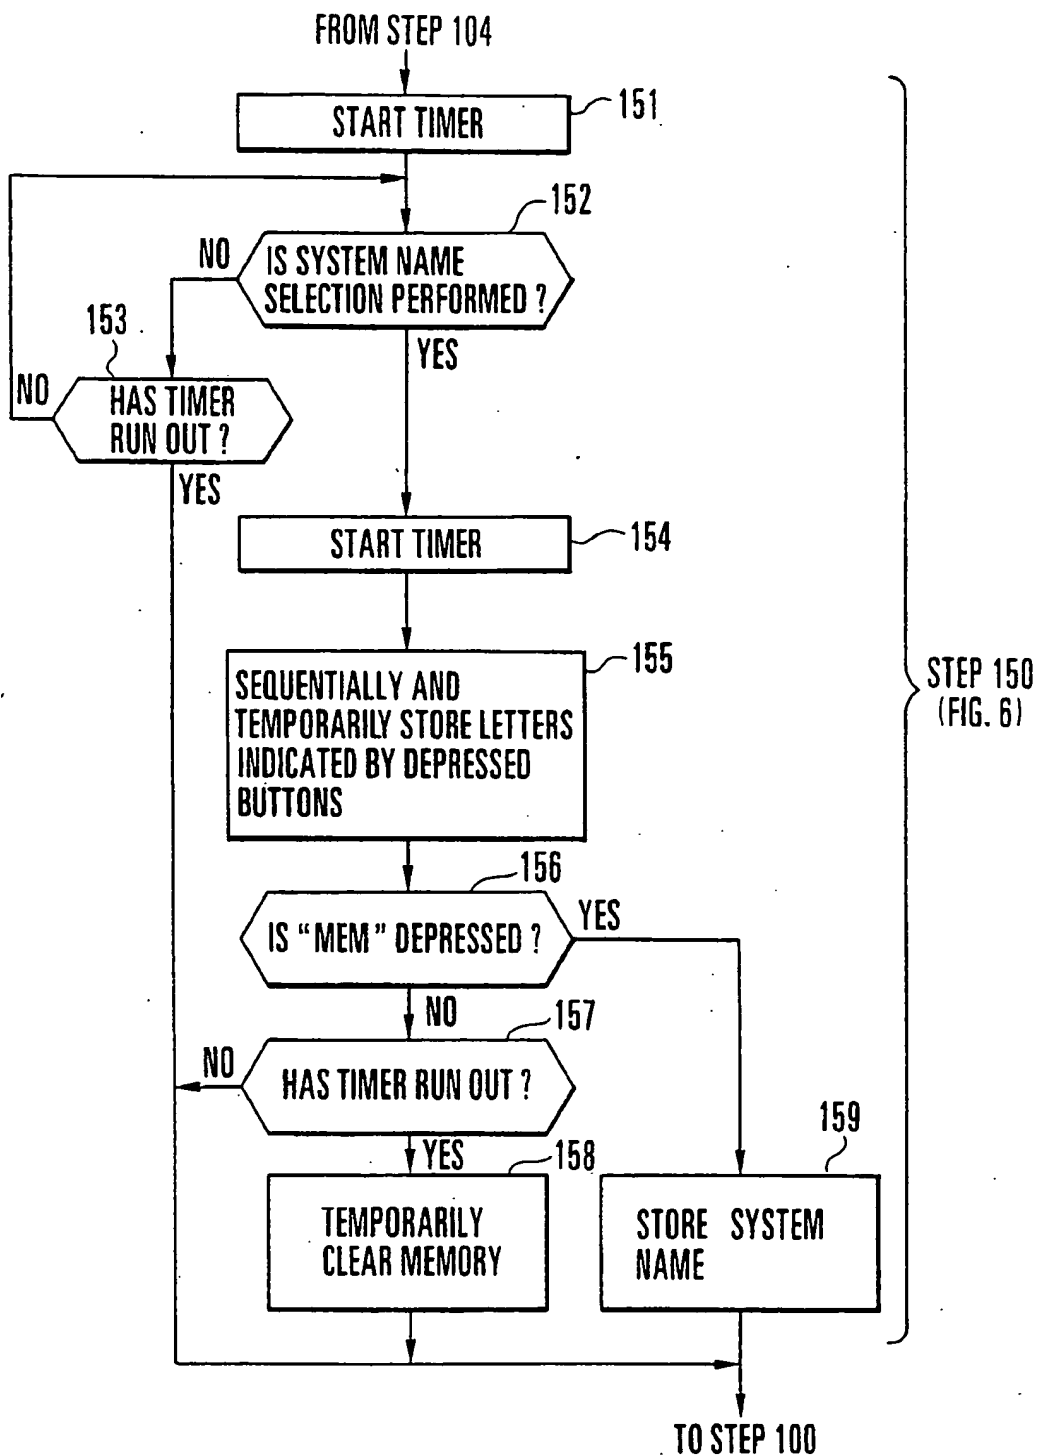 FROM STEP 104
START TIMER
151
152
NO
IS SYSTEM NAME
SELECTION PERFORMED ?
153
YES
NO
HAS TIMER
RUN OUT ?
YES
START TIMER
154
155
SEQUENTIALLY AND
TEMPORARILY STORE LETTERS
INDICATED BY DEPRESSED
BUTTONS
STEP 150
(FIG. 6)
156
IS “MEM” DEPRESSED ?
YES
NO
157
NO
HAS TIMER RUN OUT ?
YES
158
159
TEMPORARILY
CLEAR MEMORY
STORE SYSTEM
NAME
TO STEP 100